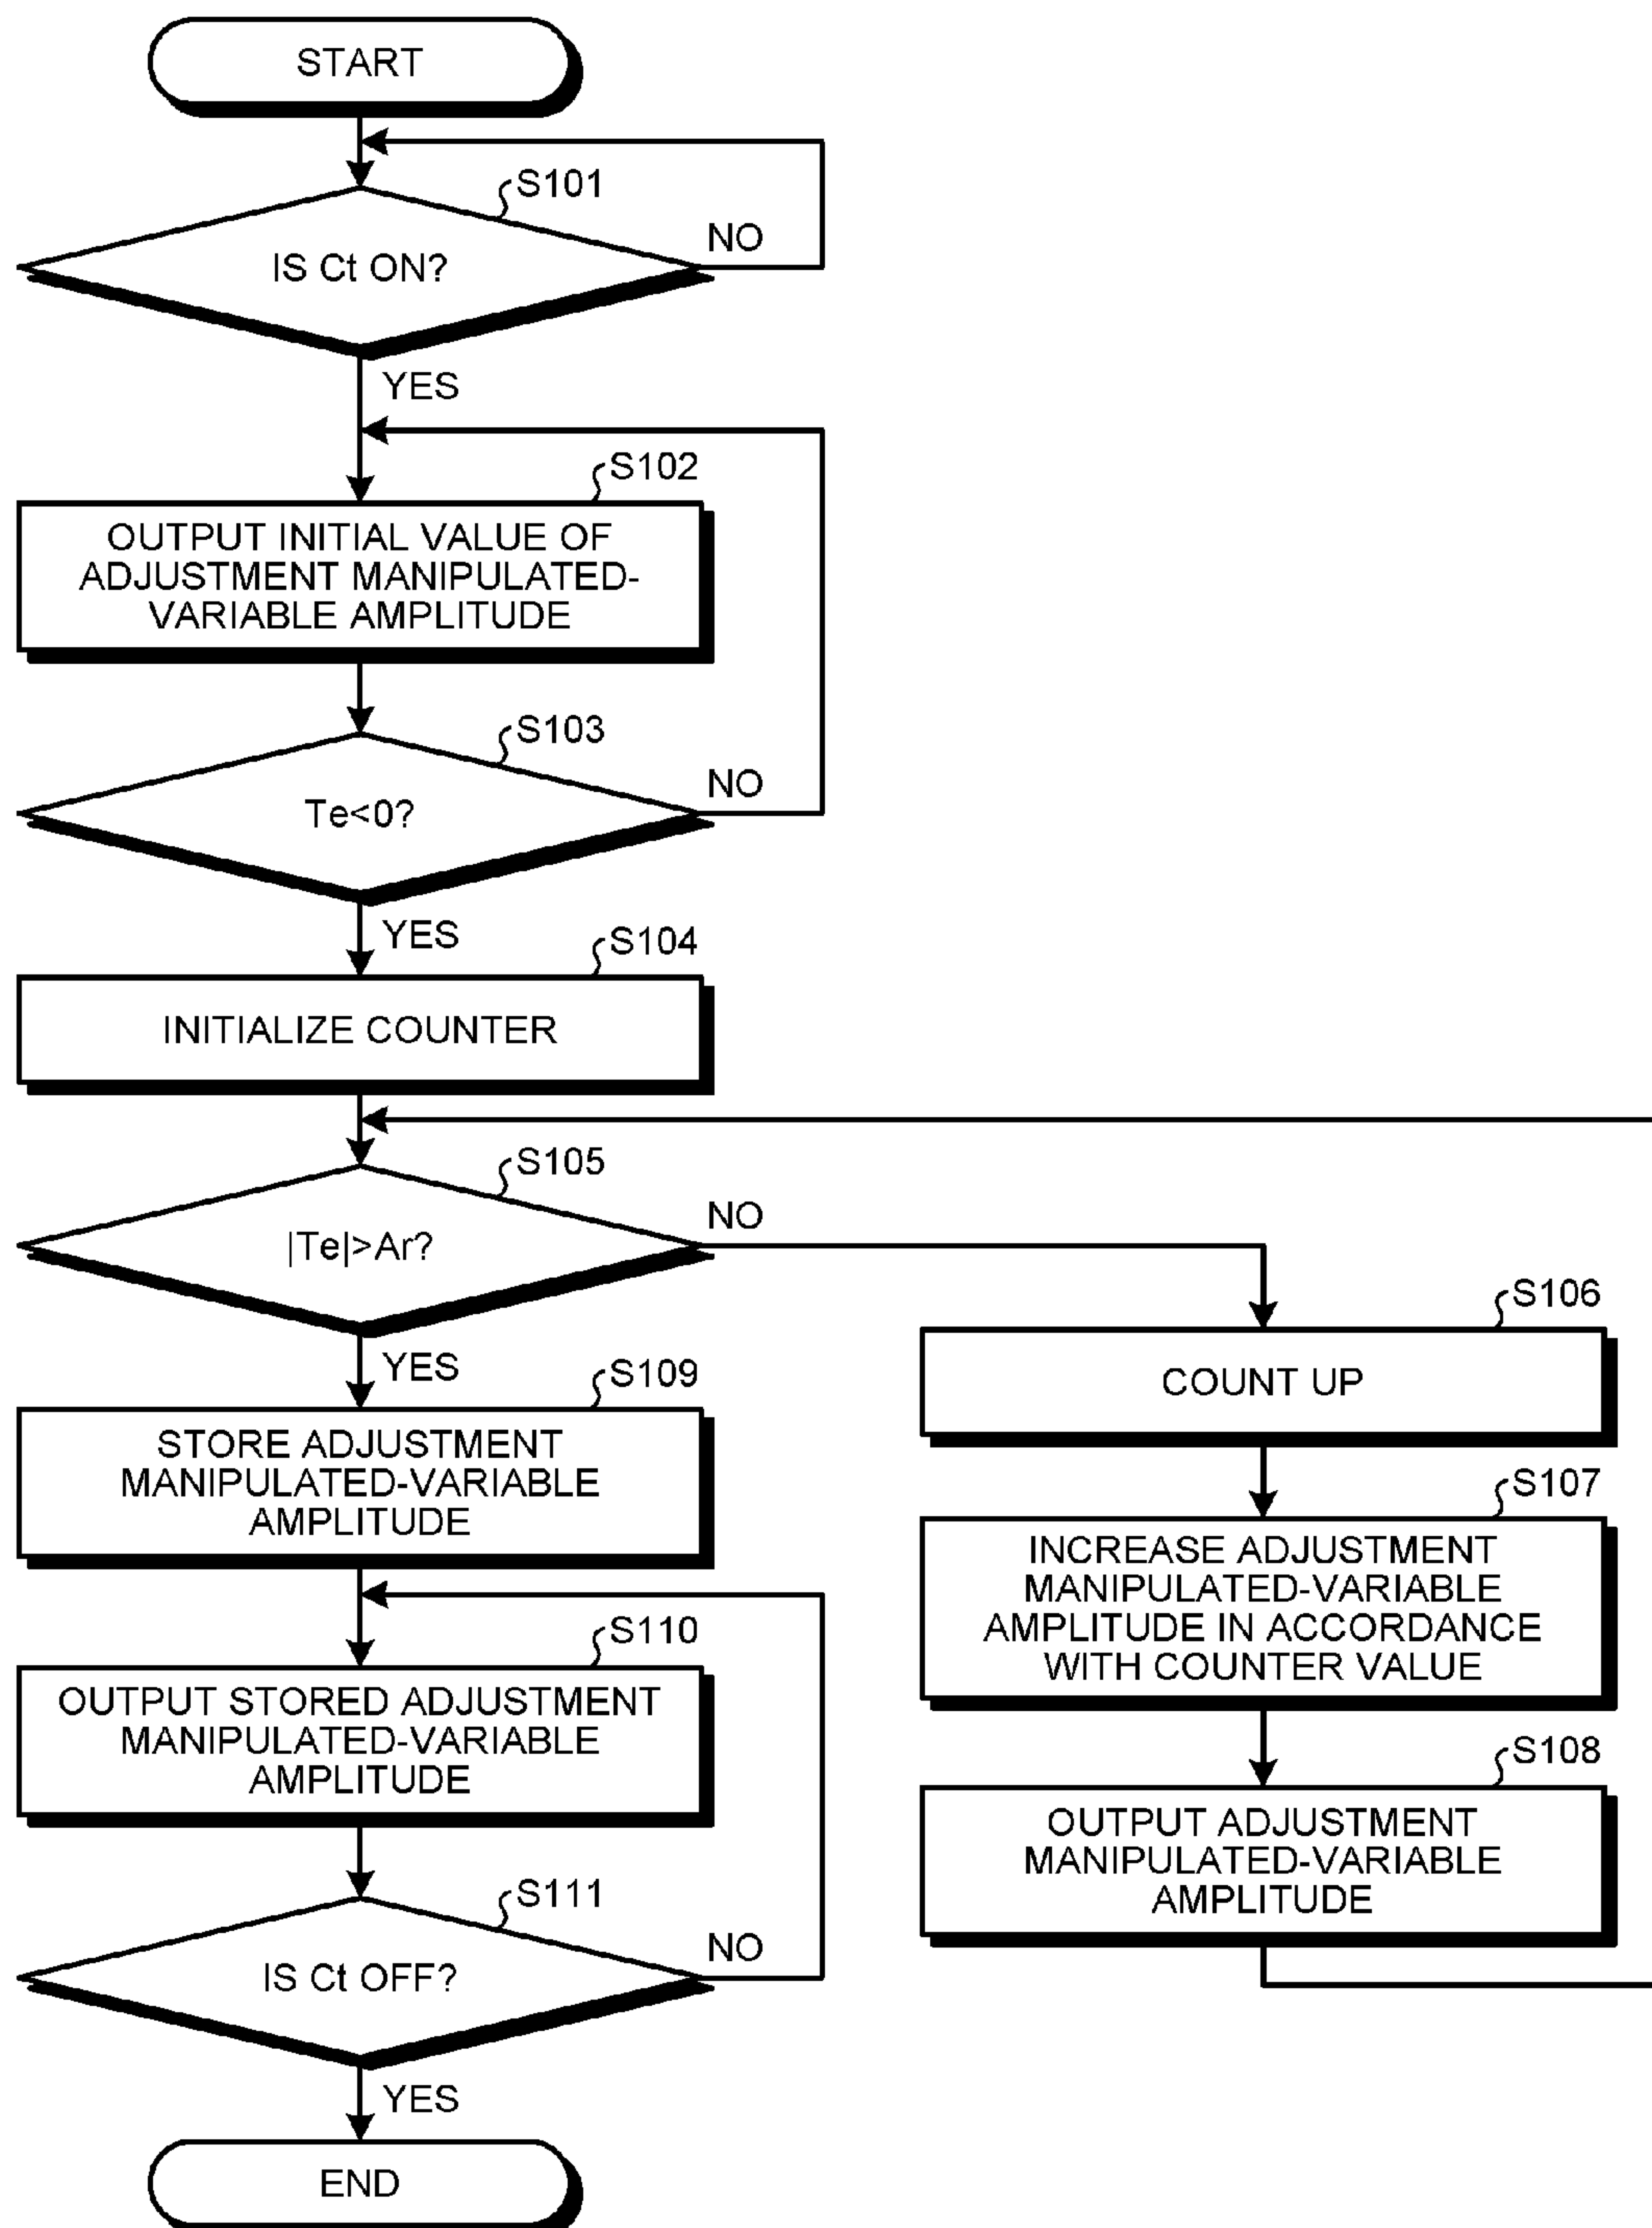 START
S101
IS Ct ON?
NO
YES
S102
OUTPUT INITIAL VALUE OF
ADJUSTMENT MANIPULATED-
VARIABLE AMPLITUDE
S103
Te<0?
NO
YES
S104
INITIALIZE COUNTER
S105
|Te|>Ar?
NO
YES
S106
COUNT UP
S107
INCREASE ADJUSTMENT
MANIPULATED-VARIABLE
AMPLITUDE IN ACCORDANCE
WITH COUNTER VALUE
S108
OUTPUT ADJUSTMENT
MANIPULATED-VARIABLE
AMPLITUDE
S109
STORE ADJUSTMENT
MANIPULATED-VARIABLE
AMPLITUDE
S110
OUTPUT STORED ADJUSTMENT
MANIPULATED-VARIABLE
AMPLITUDE
S111
IS Ct OFF?
NO
YES
END